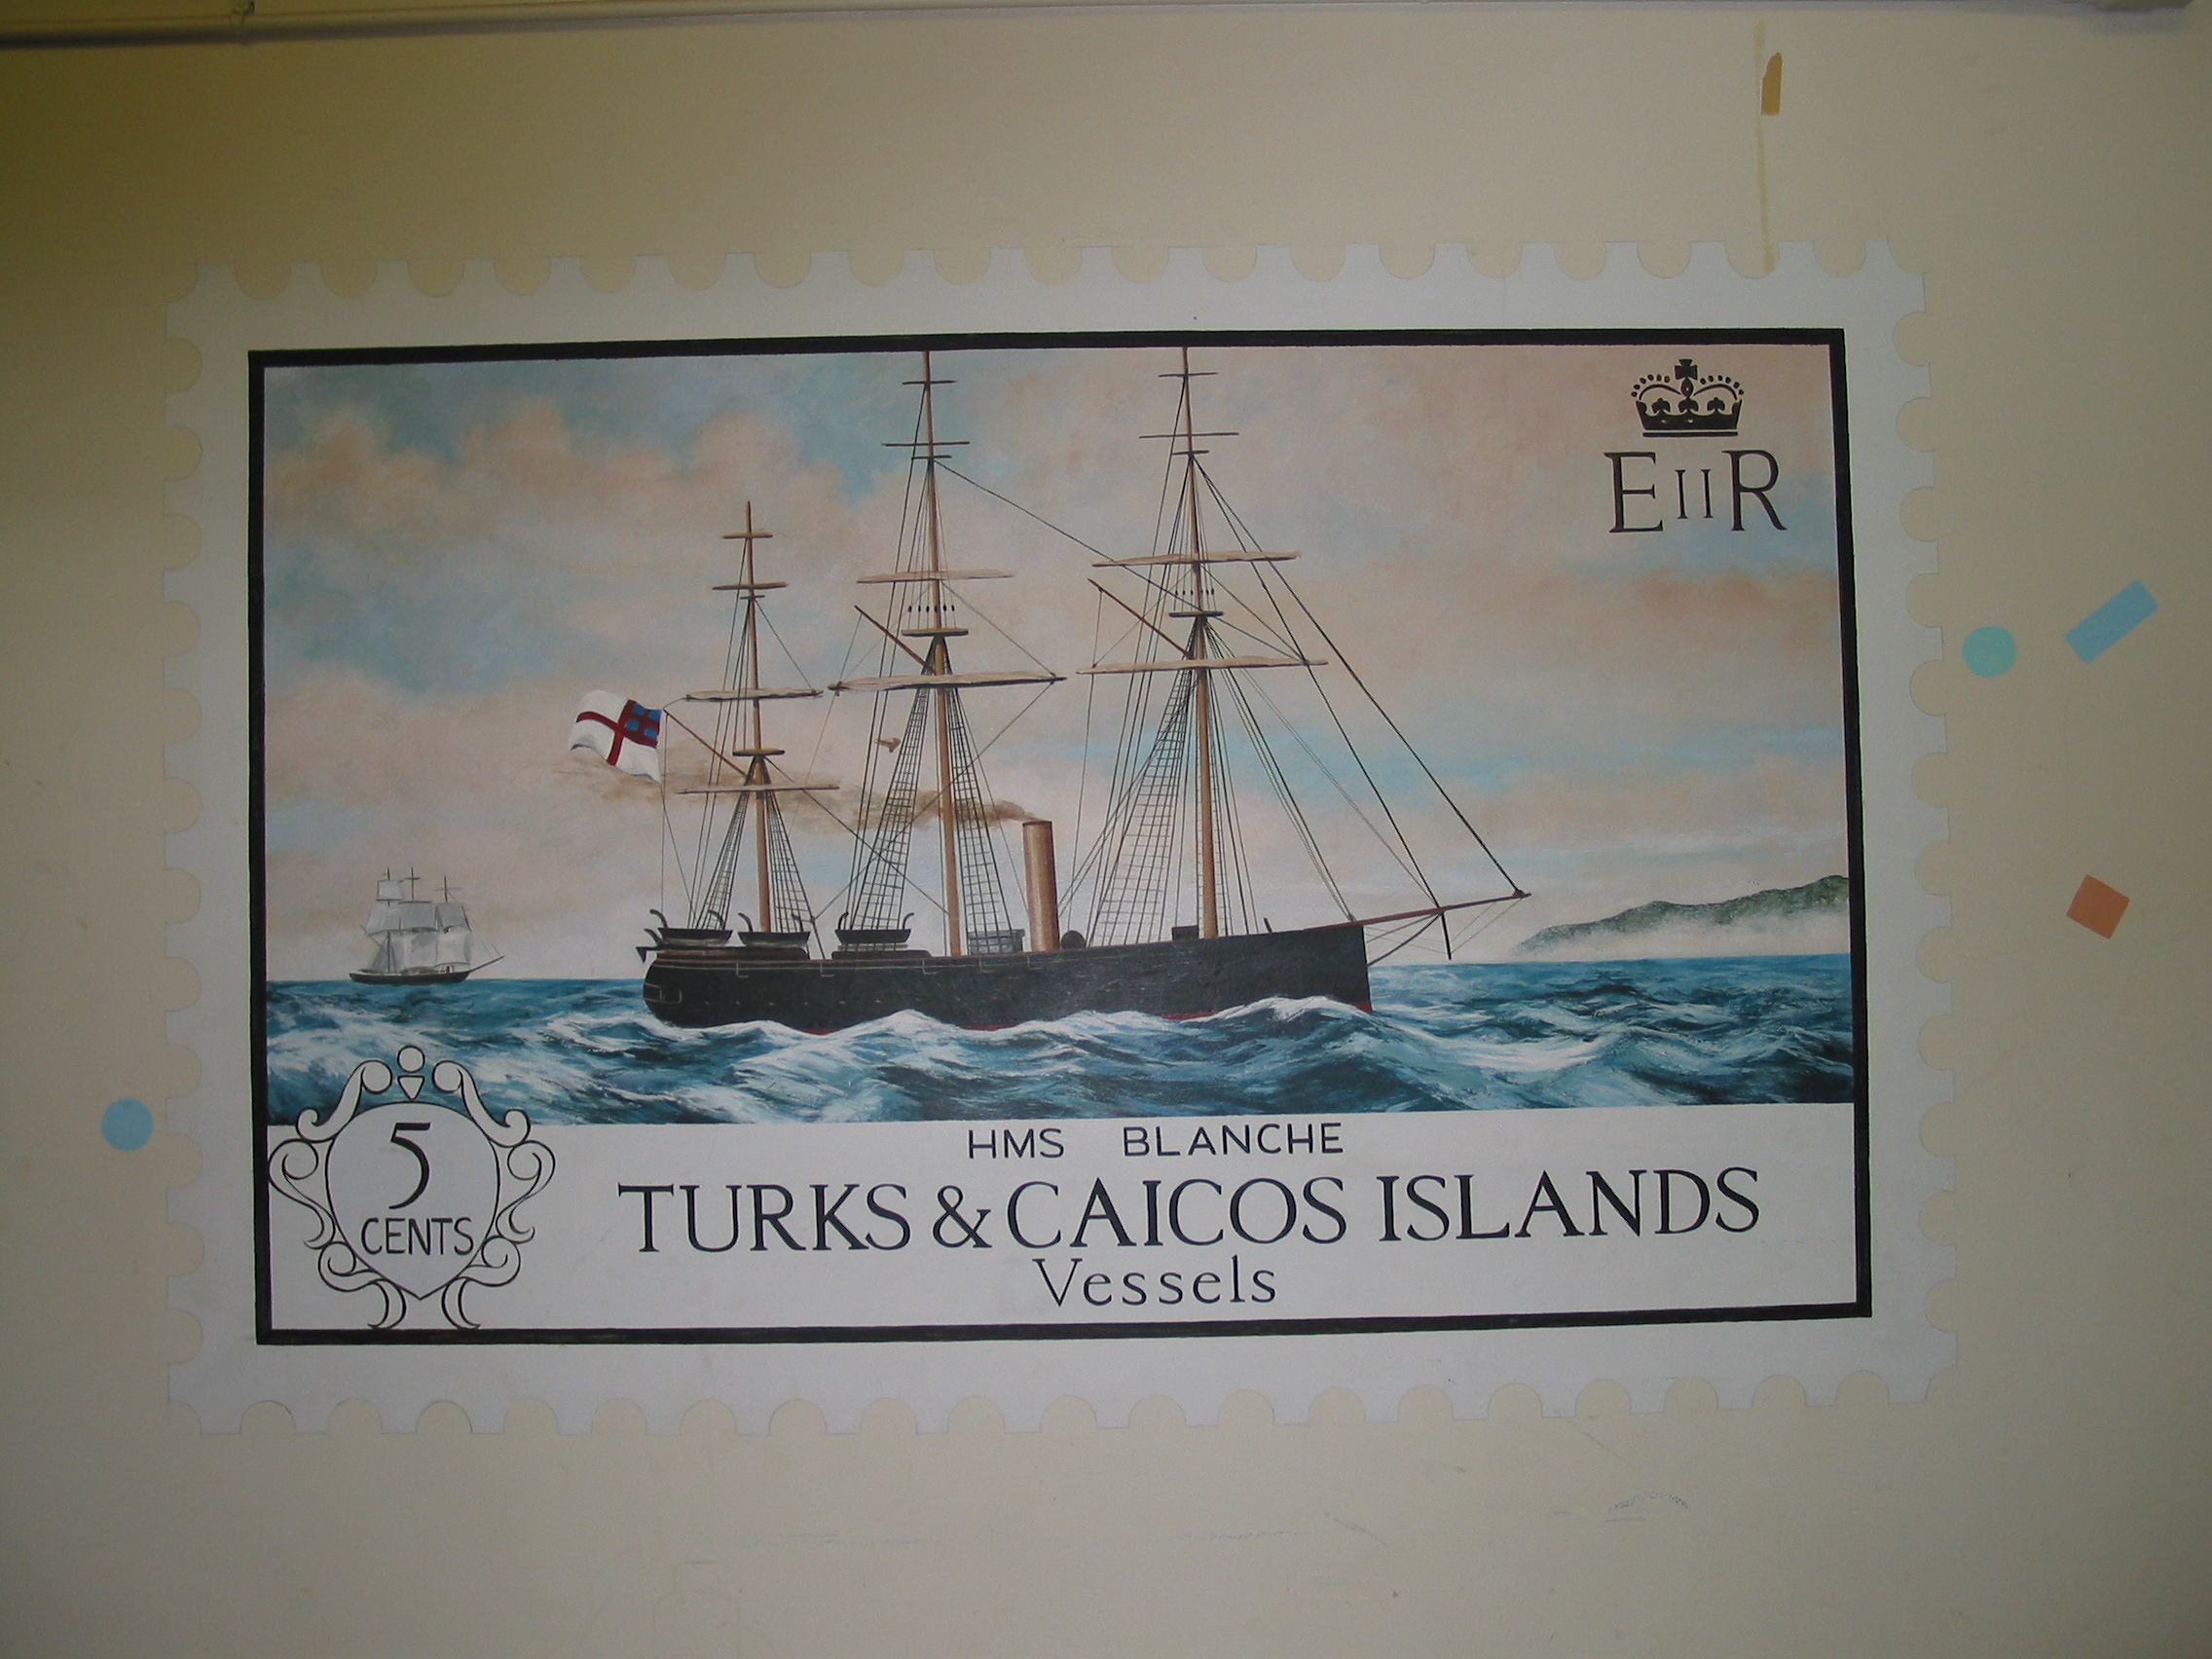 EIIR
HMS BLANCHE
5
CENTS
TURKS & CAICOS ISLANDS
Vessels